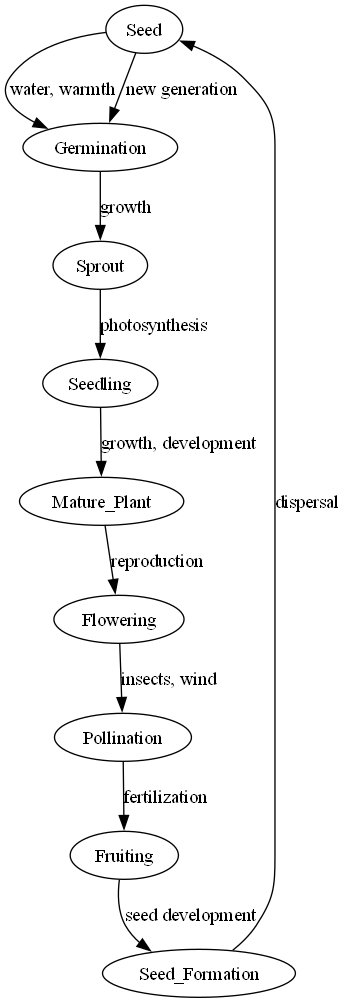 Seed
water, warmth
new generation
Germination
growth
Sprout
photosynthesis
Seedling
growth, development
Mature_Plant
dispersal
reproduction
Flowering
insects, wind
Pollination
fertilization
Fruiting
seed development
Seed_Formation